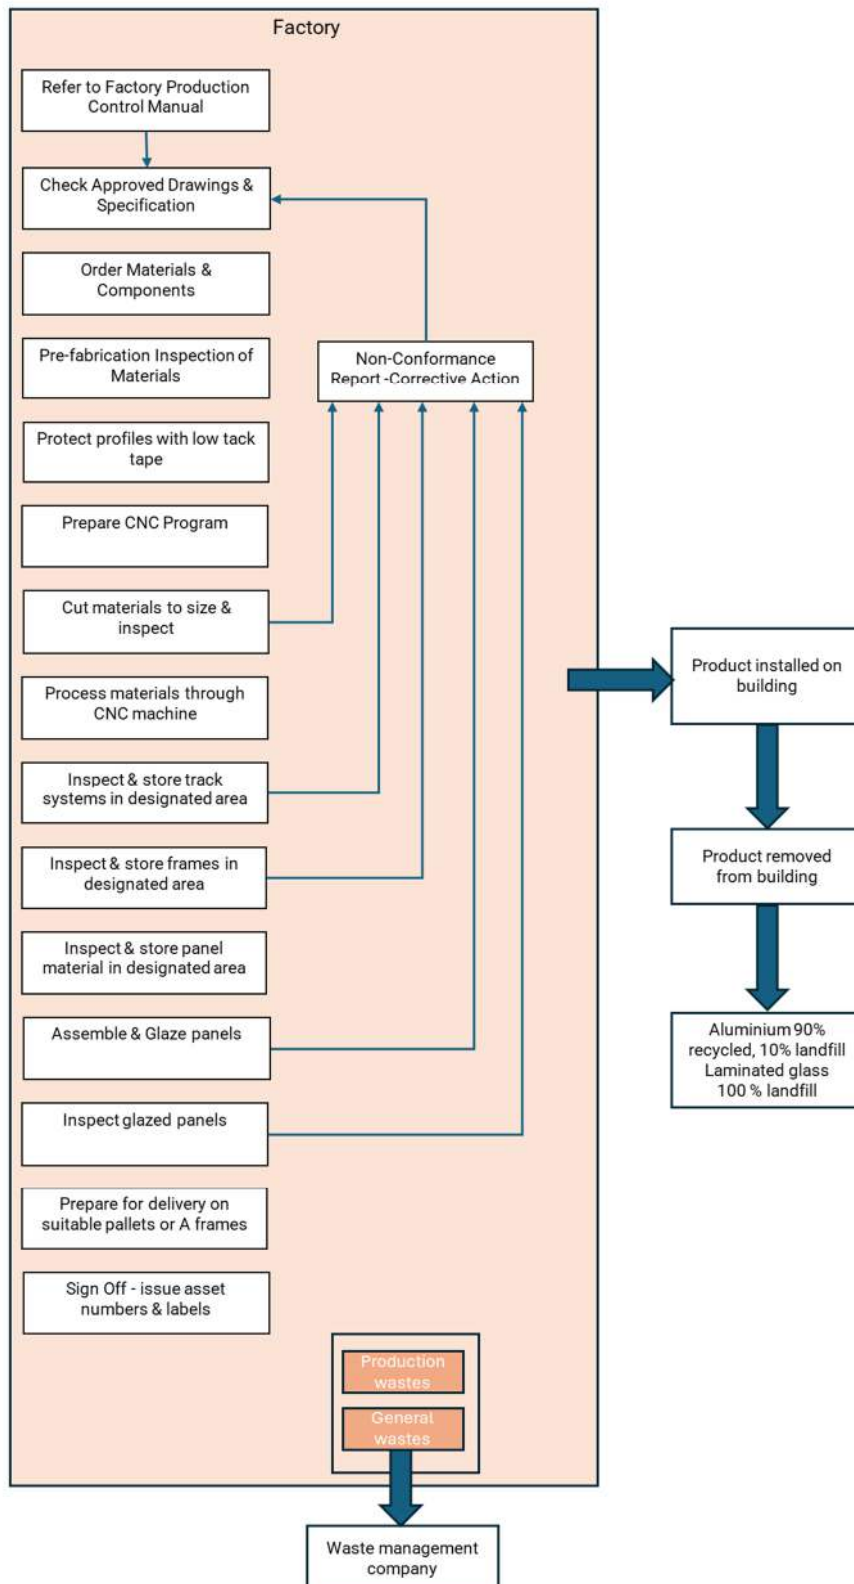 Factory
Refer to Factory Production
Control Manual
Check Approved Drawings &
Specification
Order Materials &
Components
Pre-fabrication Inspection of
Materials
Non-Conformance
Report -Corrective Action
Protect profiles with low tack
tape
Prepare CNC Program
Cut materials to size &
inspect
Process materials through
CNC machine
Inspect & store track
systems in designated area
Inspect & store frames in
designated area
Inspect & store panel
material in designated area
Assemble & Glaze panels
Inspect glazed panels
Prepare for delivery on
suitable pallets or A frames
Sign Off - issue asset
numbers & labels
Production
wastes
General
wastes
Waste management
company
Product installed on
building
Product removed
from building
Aluminium 90%
recycled, 10% landfill
Laminated glass
100 % landfill